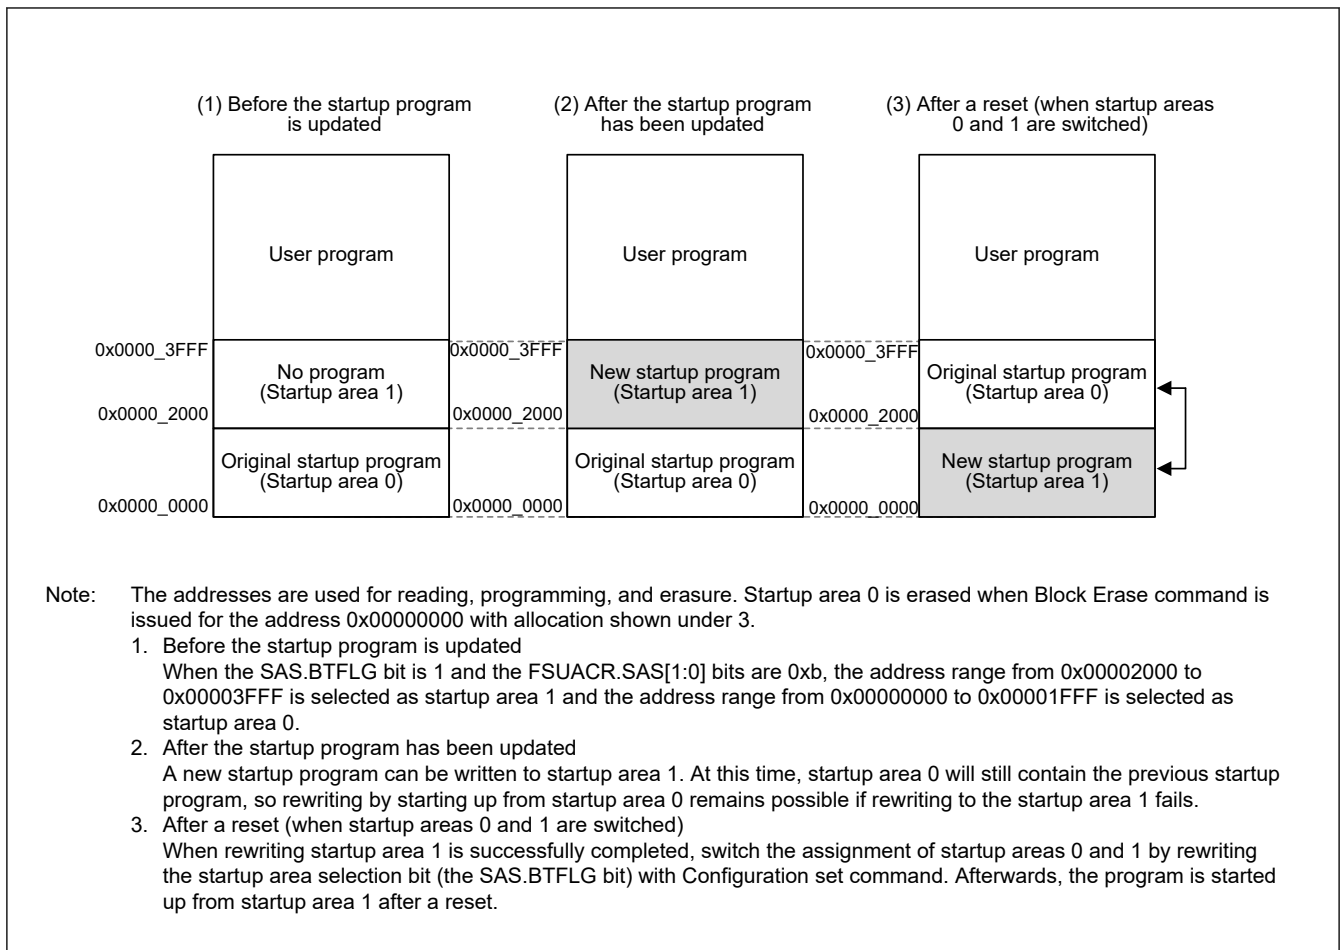 (1) Before the startup program
is updated
(2) After the startup program
has been updated
(3) After a reset (when startup areas
0 and 1 are switched)
User program
User program
User program
0x0000_3FFF
0x0000_3FFF
0x0000_3FFF
No program
(Startup area 1)
New startup program
(Startup area 1)
Original startup program
(Startup area 0)
0x0000_2000
0x0000_2000
0x0000_2000
Original startup program
(Startup area 0)
Original startup program
(Startup area 0)
New startup program
(Startup area 1)
0x0000_0000
0x0000_0000
0x0000_0000
Note: The addresses are used for reading, programming, and erasure. Startup area 0 is erased when Block Erase command is
issued for the address 0x00000000 with allocation shown under 3.
1. Before the startup program is updated
When the SAS.BTFLG bit is 1 and the FSUACR.SAS[1:0] bits are 0xb, the address range from 0x00002000 to
0x00003FFF is selected as startup area 1 and the address range from 0x00000000 to 0x00001FFF is selected as
startup area 0.
2. After the startup program has been updated
A new startup program can be written to startup area 1. At this time, startup area 0 will still contain the previous startup
program, so rewriting by starting up from startup area 0 remains possible if rewriting to the startup area 1 fails.
3. After a reset (when startup areas 0 and 1 are switched)
When rewriting startup area 1 is successfully completed, switch the assignment of startup areas 0 and 1 by rewriting
the startup area selection bit (the SAS.BTFLG bit) with Configuration set command. Afterwards, the program is started
up from startup area 1 after a reset.